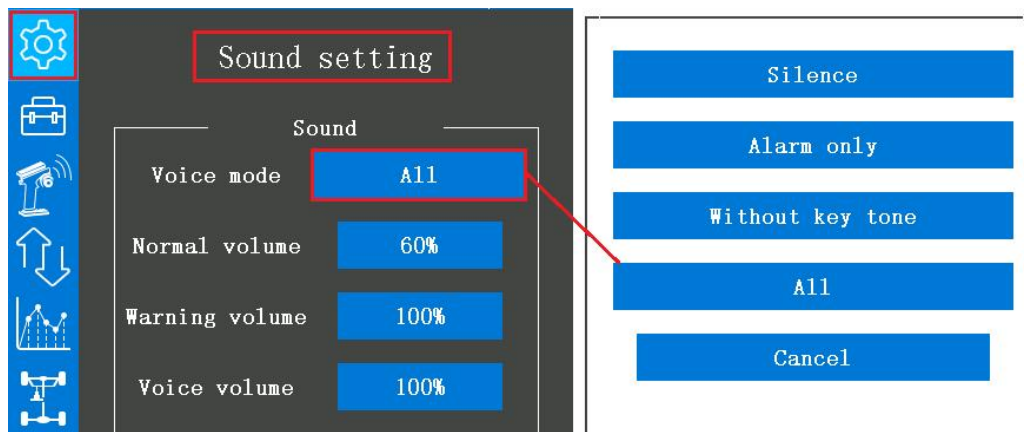 Sound setting
Sound
Voice mode
All
Normal volume
60%
Warning volume
100%
Voice volume
100%
Silence
Alarm only
Without key tone
All
Cancel